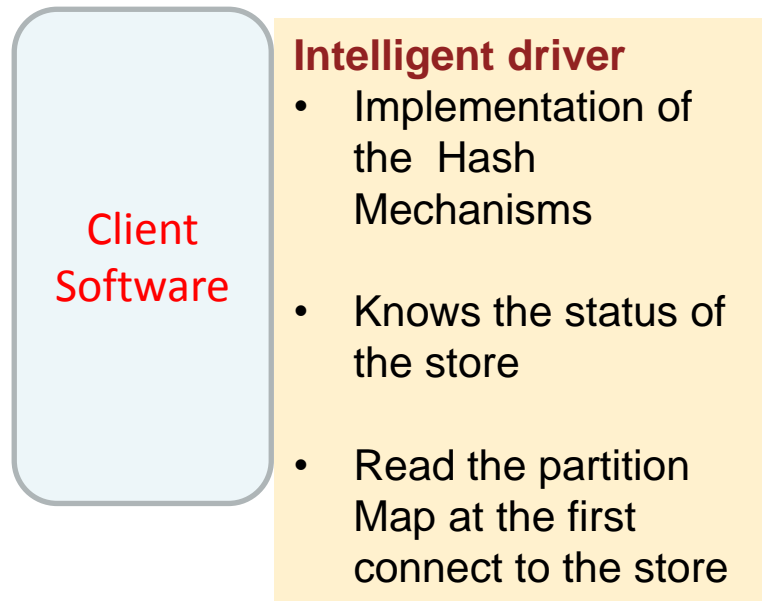 Client
Software
Intelligent driver
• Implementation of
the Hash
Mechanisms
• Knows the status of
the store
• Read the partition
Map at the first
connect to the store